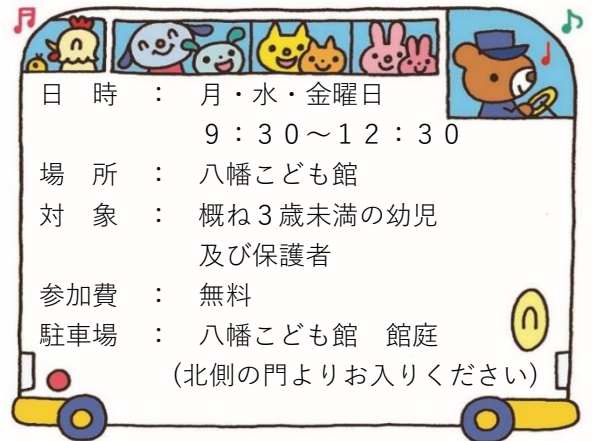 日　時　：　月・水・金曜日
９：３０～１２：３０
場　所　：　八幡こども館
対　象　：　概ね３歳未満の幼児
及び保護者
参加費　：　無料
駐車場　：　八幡こども館　館庭
（北側の門よりお入りください）